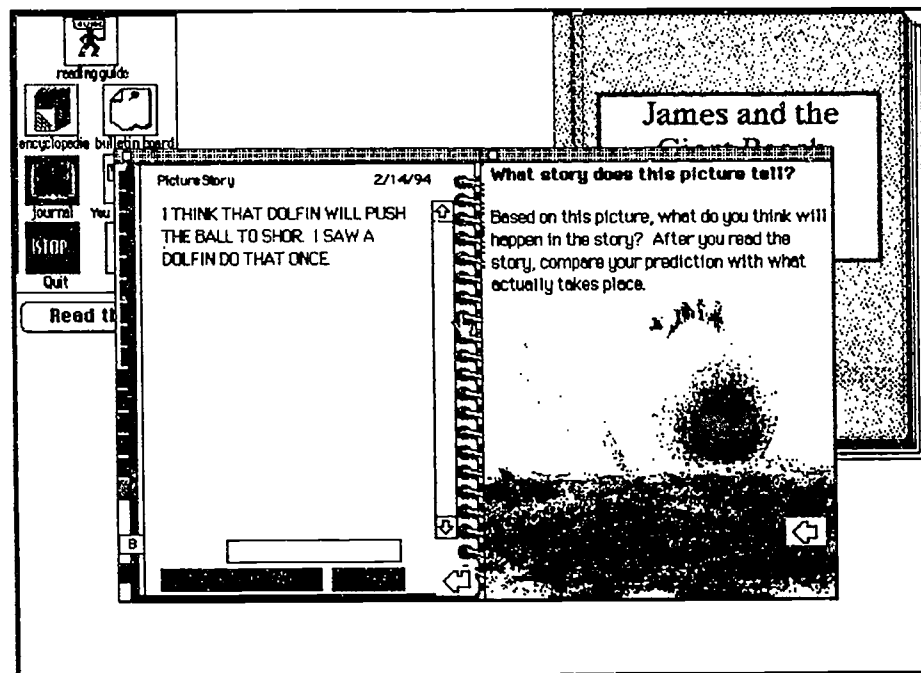 reading guide
encyclopedia bulletin board
Journal You
STOP
Quit
Read th
James and the
PictureStory 2/14/94
I THINK THAT DOLFIN WILL PUSH
THE BALL TO SHOR. I SAW A
DOLFIN DO THAT ONCE.
B
What story does this picture tell?
Based on this picture, what do you think will
happen in the story? After you read the
story, compare your prediction with what
actually takes place.